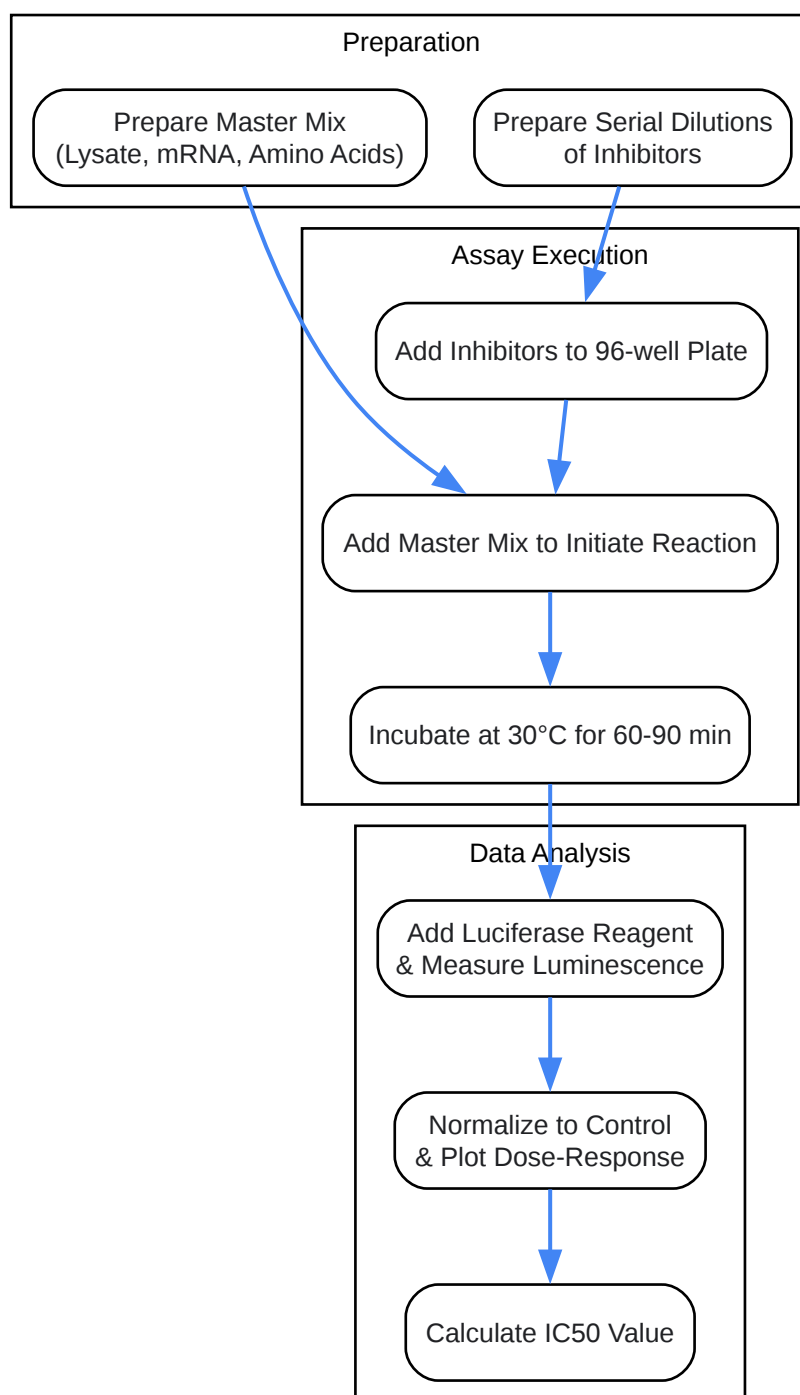 Preparation
Prepare Master Mix
(Lysate, mRNA, Amino Acids)
Prepare Serial Dilutions
of Inhibitors
Assay Execution
Add Inhibitors to 96-well Plate
Add Master Mix to Initiate Reaction
Incubate at 30°C for 60-90 min
Data Analysis
Add Luciferase Reagent
& Measure Luminescence
Normalize to Control
& Plot Dose-Response
Calculate IC50 Value